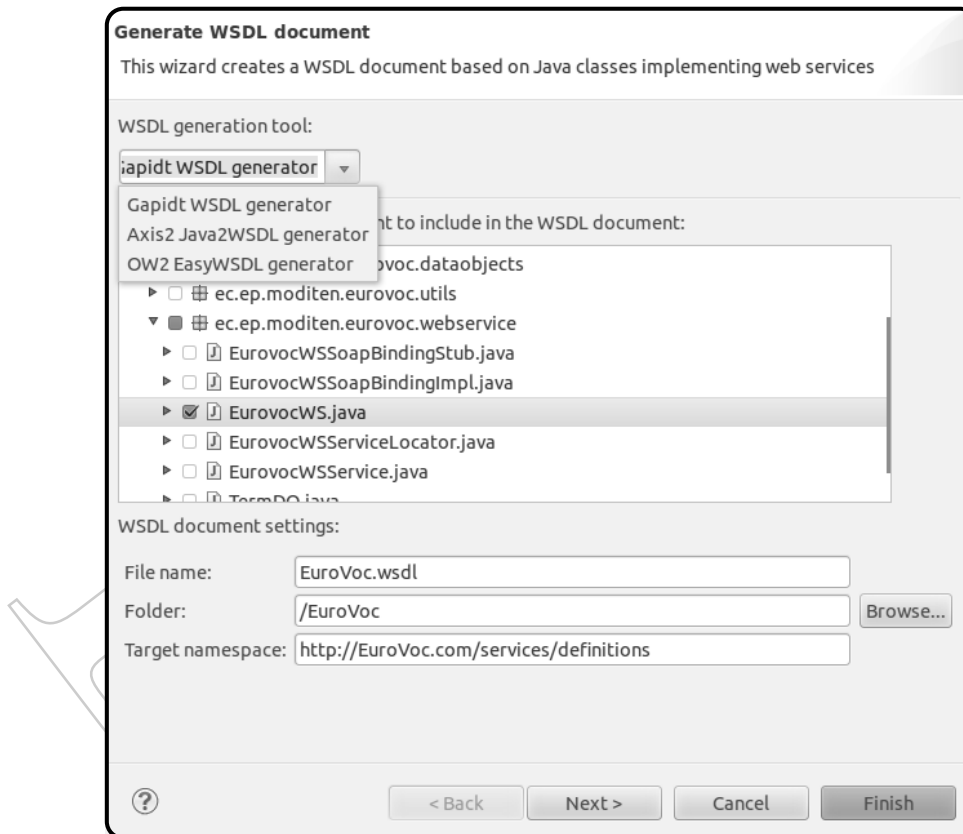 Generate WSDL document
This wizard creates a WSDL document based on Java classes implementing web services
WSDL generation tool:
apidt WSDL generator
Gapidt WSDL generator
nt to include in the WSDL document:
Axis2 Java2WSDL generator
OW2 EasyWSDL generator
ovoc.dataobjects
ec.ep.moditen.eurovoc.utils
ec.ep.moditen.eurovoc.webservice
EurovocWSSoapBindingStub.java
EurovocWSSoapBindingImpl.java
EurovocWS.java
EurovocWSServiceLocator.java
EurovocWSService.java
TermDO.java
WSDL document settings:
File name: EuroVoc.wsdl
Folder: /EuroVoc Browse...
Target namespace: http://EuroVoc.com/services/definitions
? < Back Next > Cancel Finish